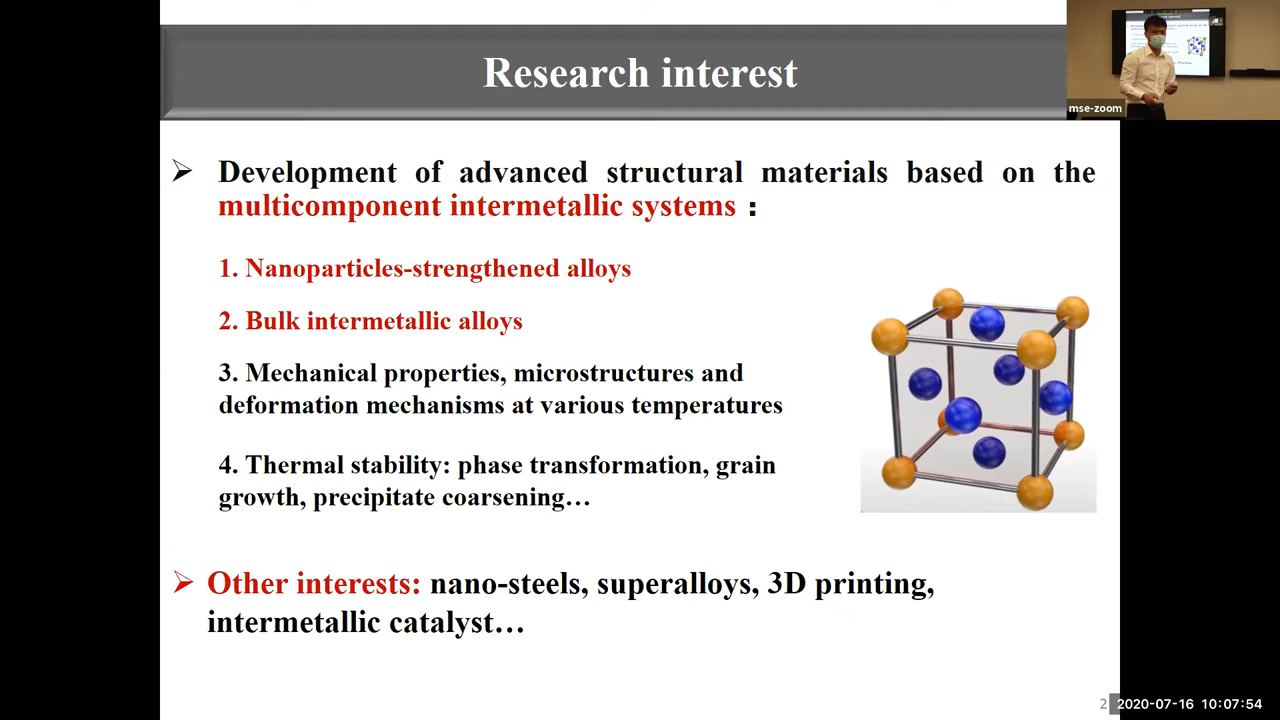 Research interest
mse-zoom
➢ Development of advanced structural materials based on the
multicomponent intermetallic systems：
1. Nanoparticles-strengthened alloys
2. Bulk intermetallic alloys
3. Mechanical properties, microstructures and
deformation mechanisms at various temperatures
4. Thermal stability: phase transformation, grain
growth, precipitate coarsening…
➢ Other interests: nano-steels, superalloys, 3D printing,
intermetallic catalyst…
2
2020-07-16 10:07:54